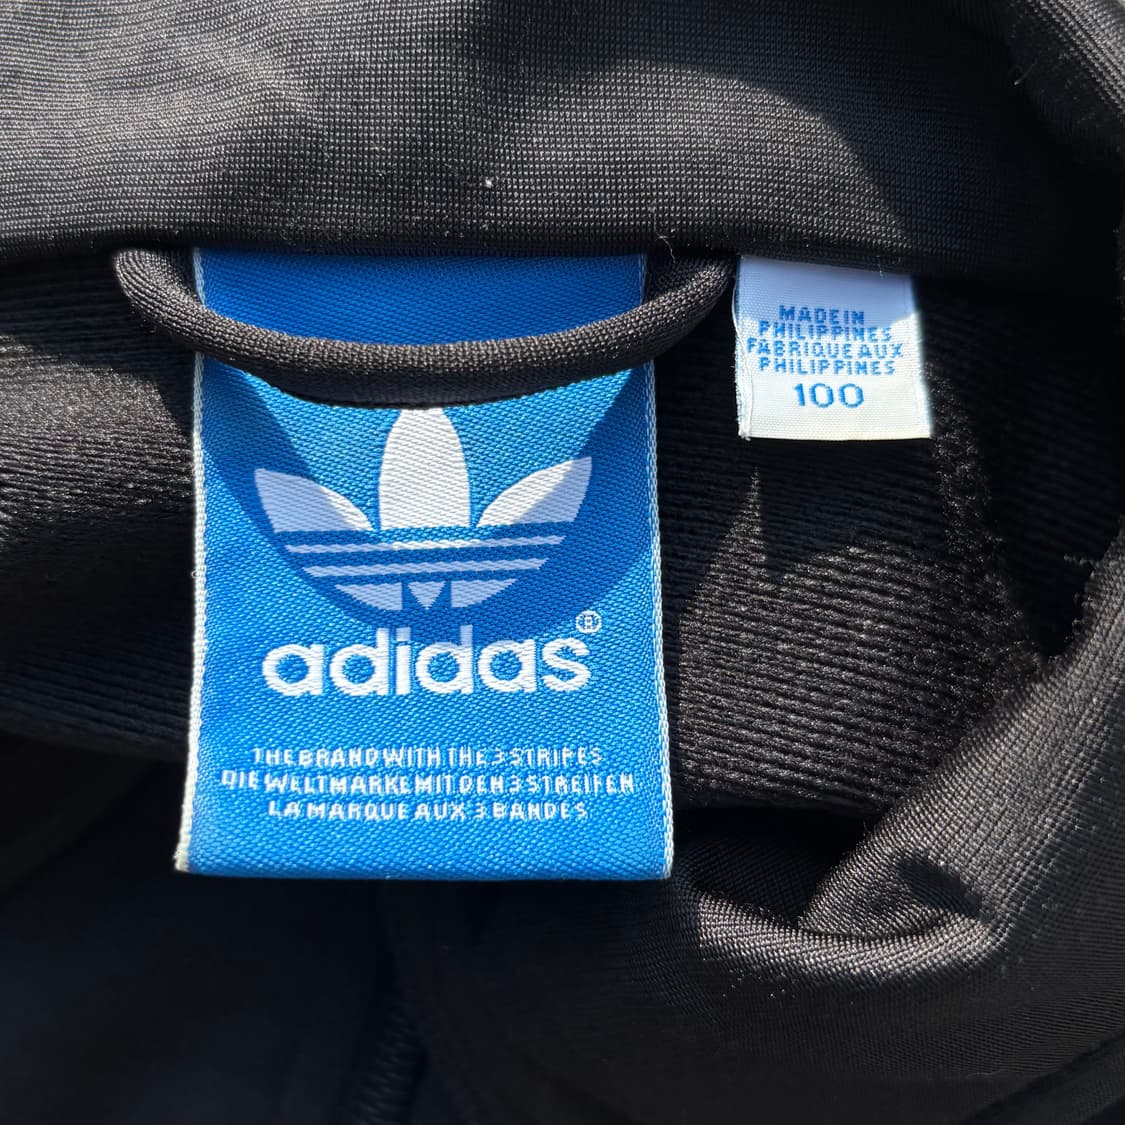 adidas®
THE BRAND WITH THE 3 STRIPES
DIE WELTMARKE MIT DEN 3 STREIFEN
LA MARQUE AUX 3 BANDES
MADE IN
PHILIPPINES
FABRIQUE AUX
PHILIPPINES
100